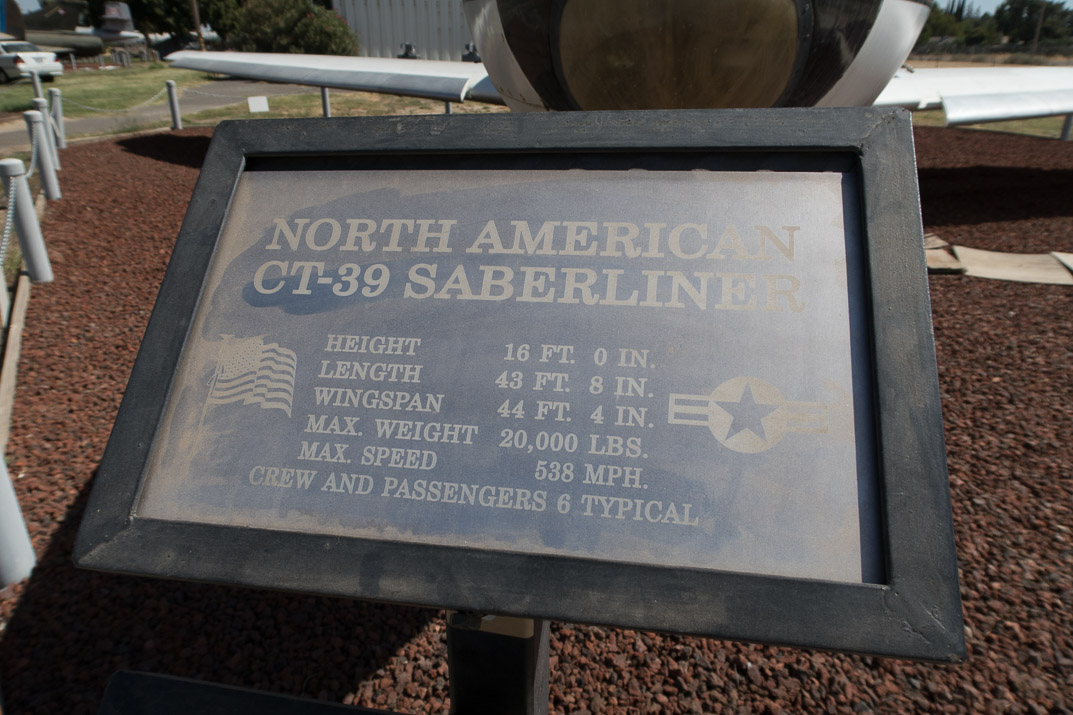 NORTH AMERICAN
CT-39 SABERLINER
HEIGHT 16 FT. 0 IN.
LENGTH 43 FT. 8 IN.
WINGSPAN 44 FT. 4 IN.
MAX. WEIGHT 20,000 LBS.
MAX. SPEED 538 MPH.
CREW AND PASSENGERS 6 TYPICAL